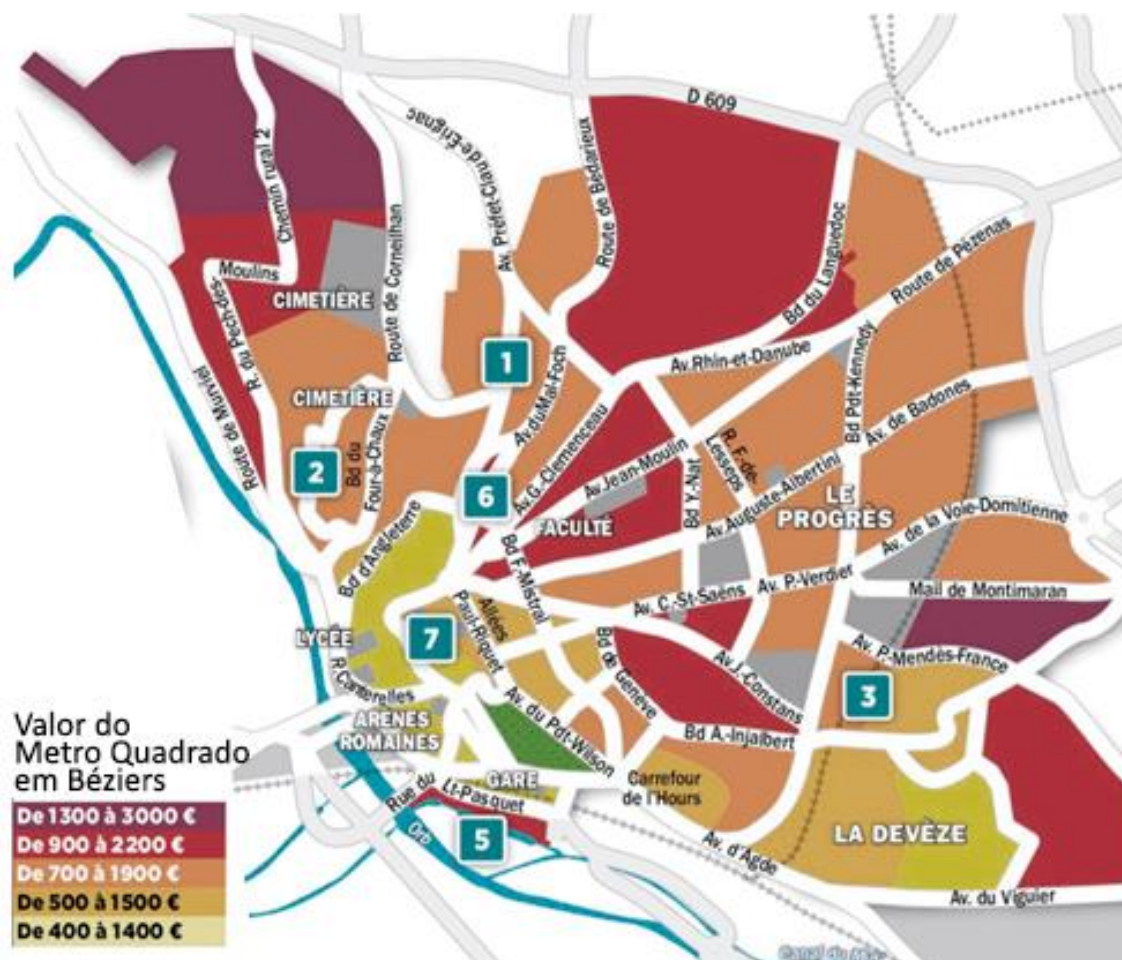 D 609
Av. Préfet-Claude-Érignac
Route de Bédarieux
Chemin rural 2
Bd du Languedoc
Route de Pézenas
Moulins
R. du Pech-des-
CIMETIÈRE
Route de Corneilhan
1
Av. Rhin-et-Danube
Bd Pdt-Kennedy
Route de Murviel
CIMETIÈRE
Av. du Mal-Foch
Av. G.-Clemenceau
Av. de Badones
2
Bd du
Four-à-Chaux
Av. Jean-Moulin
R. F.-de-
Lesseps
6
Bd Y.-Nat
Av. Auguste-Albertini
LE
PROGRÈS
FACULTÉ
Av. de la Voie-Domitienne
Bd d'Angleterre
Bd F.-Mistral
Av. P.-Verdier
Av. C.-St-Saëns
Mail de Montimaran
Allées
Paul-Riquet
7
LYCÉE
Bd de Genève
Av. J.-Constans
Av. P.-Mendès-France
3
R. Canterelles
ARÈNES
ROMAINES
Av. du Pdt-Wilson
Bd A.-Injalbert
Valor do
Metro Quadrado
em Béziers
De 1300 à 3000 €
De 900 à 2200 €
De 700 à 1900 €
De 500 à 1500 €
De 400 à 1400 €
GARE
Rue du
Lt-Pasquet
Carrefour
de l'Hours
5
Orb
LA DEVÈZE
Av. d'Agde
Av. du Viguier